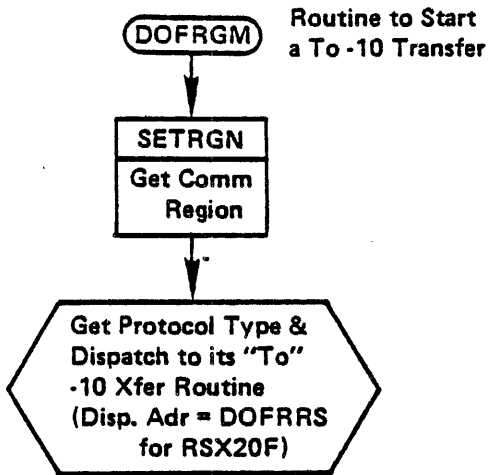 DOFRGM
Routine to Start
a To -10 Transfer
SETRGN
Get Comm
Region
Get Protocol Type &
Dispatch to its "To"
-10 Xfer Routine
(Disp. Adr = DOFRRS
for RSX20F)